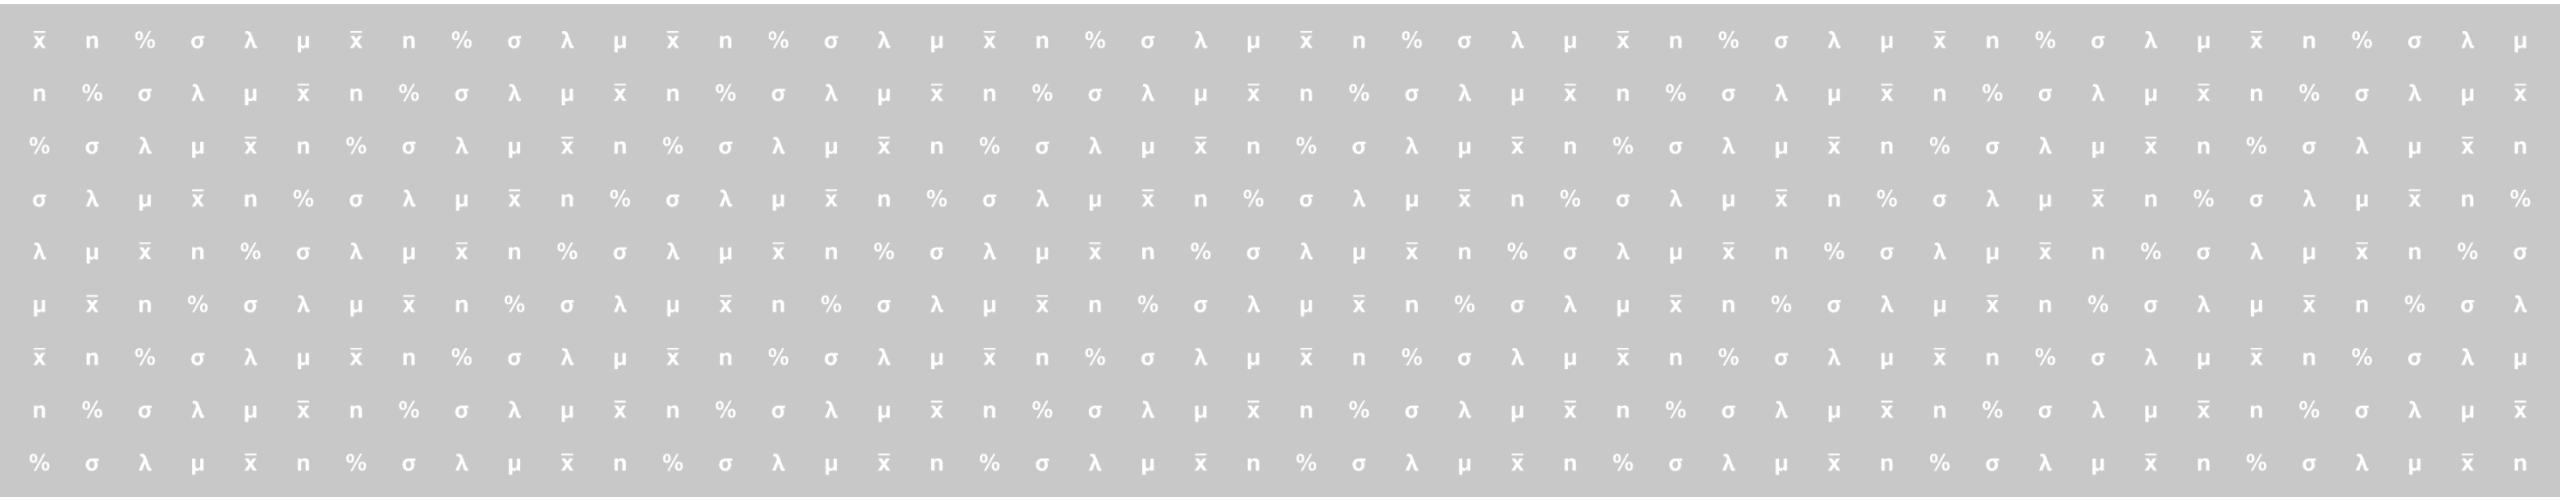 x̄ n % σ λ μ x̄ n % σ λ μ x̄ n % σ λ μ x̄ n % σ λ μ x̄ n % σ λ μ x̄ n % σ λ μ x̄ n % σ λ μ x̄ n % σ λ μ
n % σ λ μ x̄ n % σ λ μ x̄ n % σ λ μ x̄ n % σ λ μ x̄ n % σ λ μ x̄ n % σ λ μ x̄ n % σ λ μ x̄ n % σ λ μ x̄
% σ λ μ x̄ n % σ λ μ x̄ n % σ λ μ x̄ n % σ λ μ x̄ n % σ λ μ x̄ n % σ λ μ x̄ n % σ λ μ x̄ n % σ λ μ x̄ n
σ λ μ x̄ n % σ λ μ x̄ n % σ λ μ x̄ n % σ λ μ x̄ n % σ λ μ x̄ n % σ λ μ x̄ n % σ λ μ x̄ n % σ λ μ x̄ n %
λ μ x̄ n % σ λ μ x̄ n % σ λ μ x̄ n % σ λ μ x̄ n % σ λ μ x̄ n % σ λ μ x̄ n % σ λ μ x̄ n % σ λ μ x̄ n % σ
μ x̄ n % σ λ μ x̄ n % σ λ μ x̄ n % σ λ μ x̄ n % σ λ μ x̄ n % σ λ μ x̄ n % σ λ μ x̄ n % σ λ μ x̄ n % σ λ
x̄ n % σ λ μ x̄ n % σ λ μ x̄ n % σ λ μ x̄ n % σ λ μ x̄ n % σ λ μ x̄ n % σ λ μ x̄ n % σ λ μ x̄ n % σ λ μ
n % σ λ μ x̄ n % σ λ μ x̄ n % σ λ μ x̄ n % σ λ μ x̄ n % σ λ μ x̄ n % σ λ μ x̄ n % σ λ μ x̄ n % σ λ μ x̄
% σ λ μ x̄ n % σ λ μ x̄ n % σ λ μ x̄ n % σ λ μ x̄ n % σ λ μ x̄ n % σ λ μ x̄ n % σ λ μ x̄ n % σ λ μ x̄ n